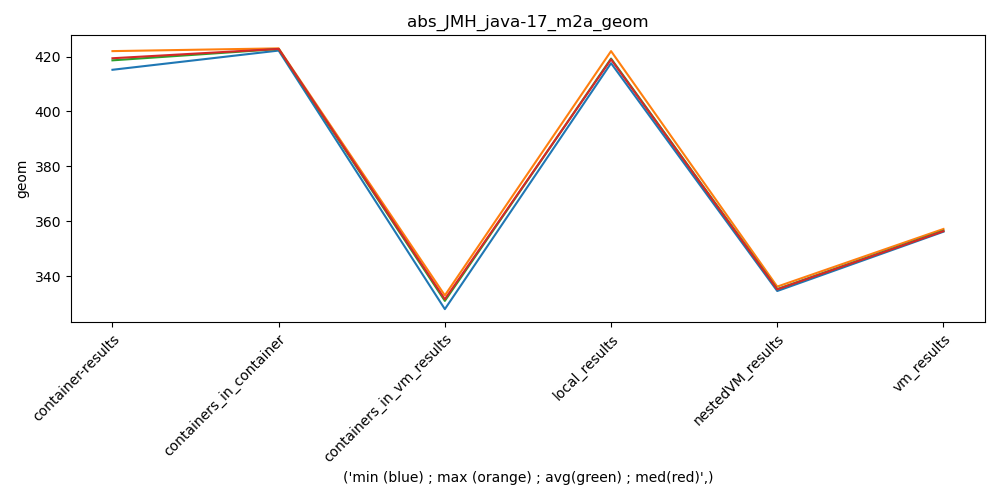 abs_JMH_java-17_m2a_geom
geom
420
400
380
360
340
container-results
containers_in_container
containers_in_vm_results
local_results
nestedVM_results
vm_results
('min (blue) ; max (orange) ; avg(green) ; med(red)',)